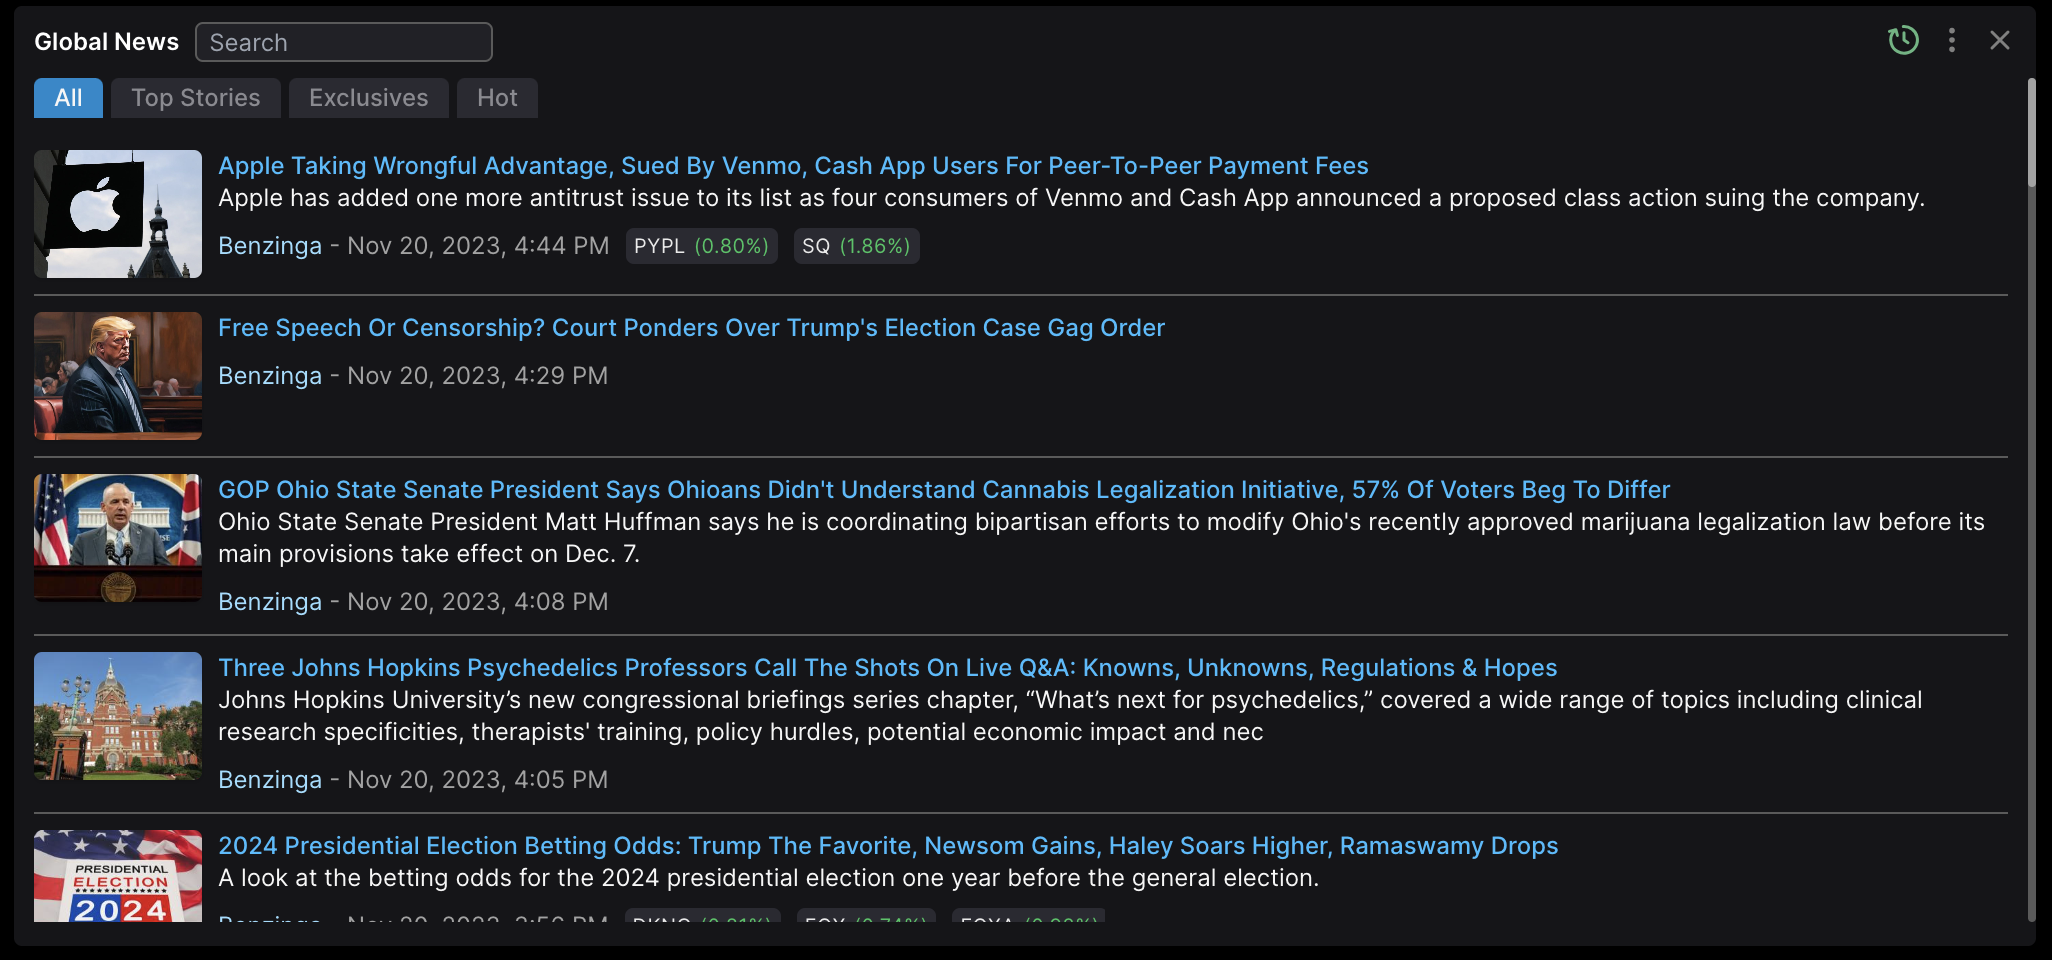 Global News
Search
All
Top Stories
Exclusives
Hot
Apple Taking Wrongful Advantage, Sued By Venmo, Cash App Users For Peer-To-Peer Payment Fees
Apple has added one more antitrust issue to its list as four consumers of Venmo and Cash App announced a proposed class action suing the company.
Benzinga - Nov 20, 2023, 4:44 PM PYPL (0.80%) SQ (1.86%)
Free Speech Or Censorship? Court Ponders Over Trump's Election Case Gag Order
Benzinga - Nov 20, 2023, 4:29 PM
GOP Ohio State Senate President Says Ohioans Didn't Understand Cannabis Legalization Initiative, 57% Of Voters Beg To Differ
Ohio State Senate President Matt Huffman says he is coordinating bipartisan efforts to modify Ohio's recently approved marijuana legalization law before its
main provisions take effect on Dec. 7.
Benzinga - Nov 20, 2023, 4:08 PM
Three Johns Hopkins Psychedelics Professors Call The Shots On Live Q&A: Knowns, Unknowns, Regulations & Hopes
Johns Hopkins University’s new congressional briefings series chapter, “What’s next for psychedelics,” covered a wide range of topics including clinical
research specificities, therapists' training, policy hurdles, potential economic impact and nec
Benzinga - Nov 20, 2023, 4:05 PM
PRESIDENTIAL
ELECTION
2024
2024 Presidential Election Betting Odds: Trump The Favorite, Newsom Gains, Haley Soars Higher, Ramaswamy Drops
A look at the betting odds for the 2024 presidential election one year before the general election.
Benzinga - Nov 20, 2023,